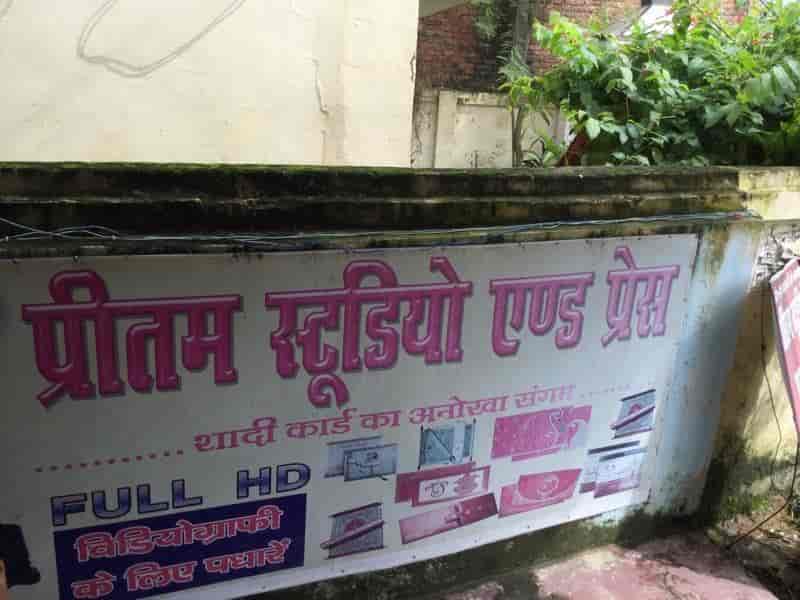 प्रीतम स्टूडियो एण्ड प्रेस
............ शादी कार्ड का अनोखा संगम ......
FULL HD
विडियोग्राफी
के लिए पधारें